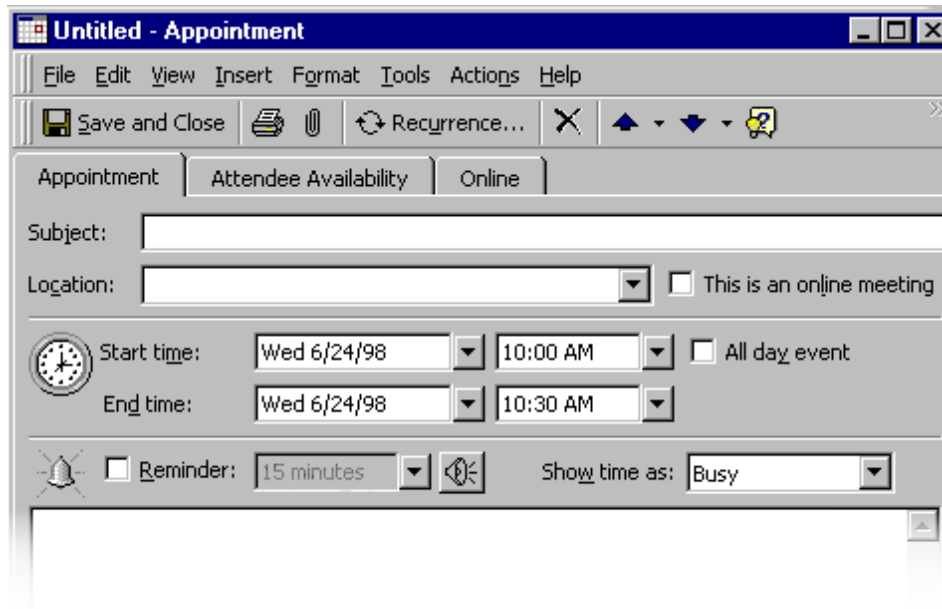 Untitled - Appointment
File Edit View Insert Format Tools Actions Help
Save and Close Recurrence...
Appointment Attendee Availability Online
Subject:
Location: This is an online meeting
Start time: Wed 6/24/98 10:00 AM All day event
End time: Wed 6/24/98 10:30 AM
Reminder: 15 minutes Show time as: Busy